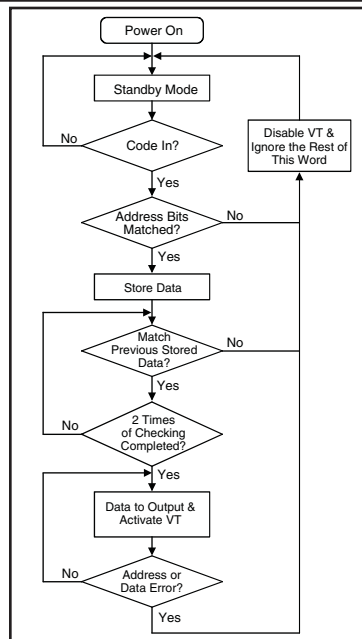 Power On
Standby Mode
No
Code In?
Disable VT &
Ignore the Rest of
This Word
Yes
Address Bits
Matched?
No
Yes
Store Data
Match
Previous Stored
Data?
No
Yes
2 Times
of Checking
Completed?
No
Yes
Data to Output &
Activate VT
No
Address or
Data Error?
Yes